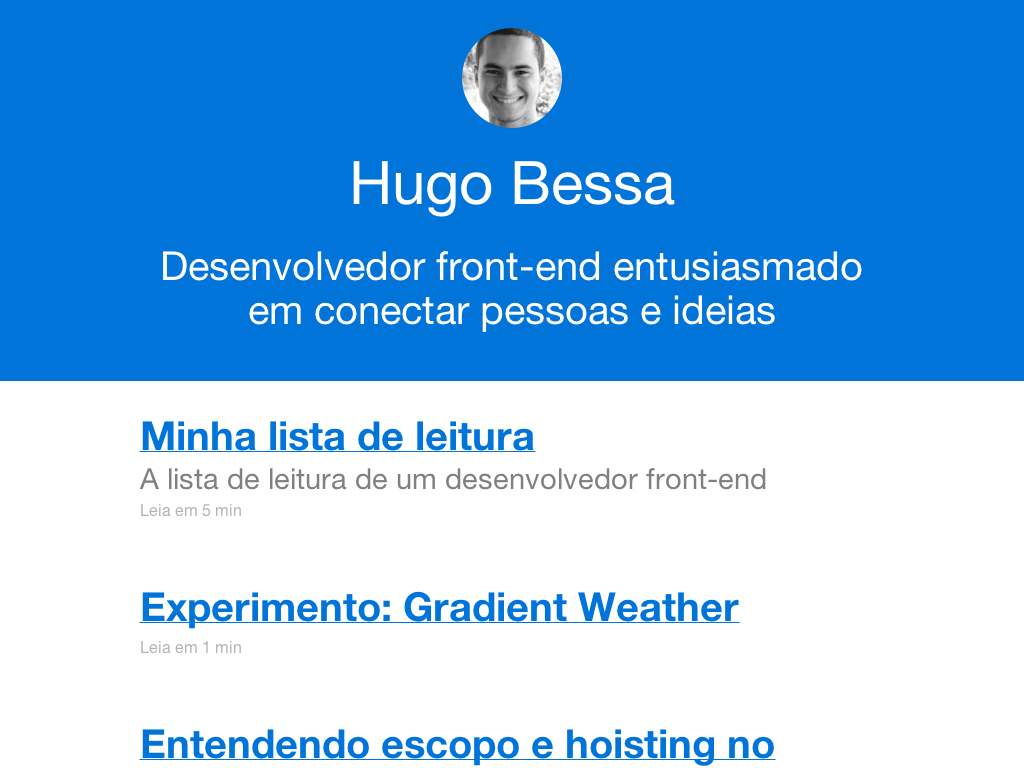 Hugo Bessa
Desenvolvedor front-end entusiasmado
em conectar pessoas e ideias
Minha lista de leitura
A lista de leitura de um desenvolvedor front-end
Leia em 5 min
Experimento: Gradient Weather
Leia em 1 min
Entendendo escopo e hoisting no